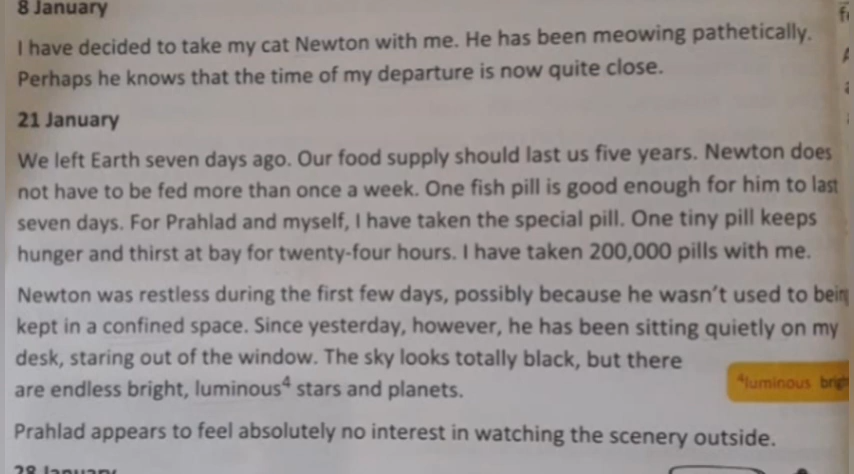 8 January
I have decided to take my cat Newton with me. He has been meowing pathetically.
Perhaps he knows that the time of my departure is now quite close.
21 January
We left Earth seven days ago. Our food supply should last us five years. Newton does
not have to be fed more than once a week. One fish pill is good enough for him to last
seven days. For Prahlad and myself, I have taken the special pill. One tiny pill keeps
hunger and thirst at bay for twenty-four hours. I have taken 200,000 pills with me.
Newton was restless during the first few days, possibly because he wasn't used to being
kept in a confined space. Since yesterday, however, he has been sitting quietly on my
desk, staring out of the window. The sky looks totally black, but there
are endless bright, luminous⁴ stars and planets.
⁴luminous
Prahlad appears to feel absolutely no interest in watching the scenery outside.
28 January